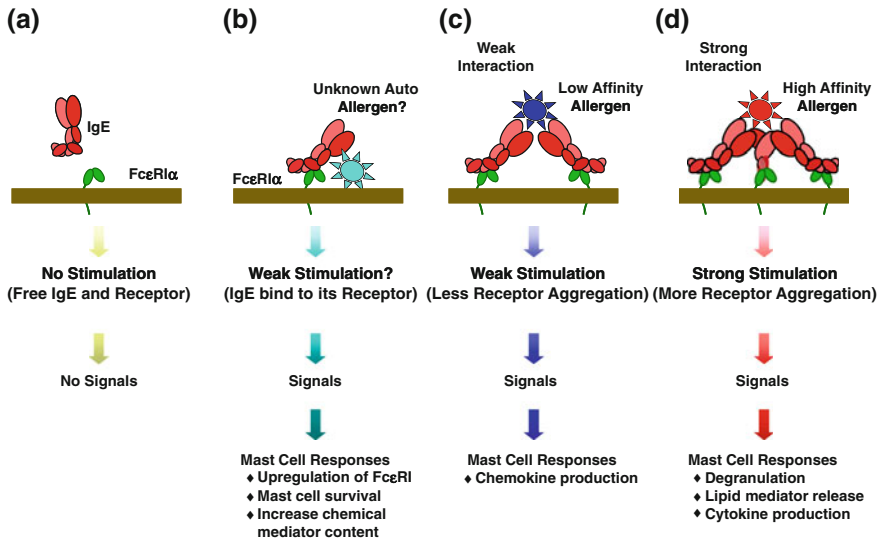 (a)
IgE
FcεRIα
No Stimulation
(Free IgE and Receptor)
No Signals
(b)
Unknown Auto
Allergen?
FcεRIα
Weak Stimulation?
(IgE bind to its Receptor)
Signals
Mast Cell Responses
♦ Upregulation of FcεRI
♦ Mast cell survival
♦ Increase chemical
mediator content
(c)
Weak
Interaction
Low Affinity
Allergen
Weak Stimulation
(Less Receptor Aggregation)
Signals
Mast Cell Responses
♦ Chemokine production
(d)
Strong
Interaction
High Affinity
Allergen
Strong Stimulation
(More Receptor Aggregation)
Signals
Mast Cell Responses
♦ Degranulation
♦ Lipid mediator release
♦ Cytokine production